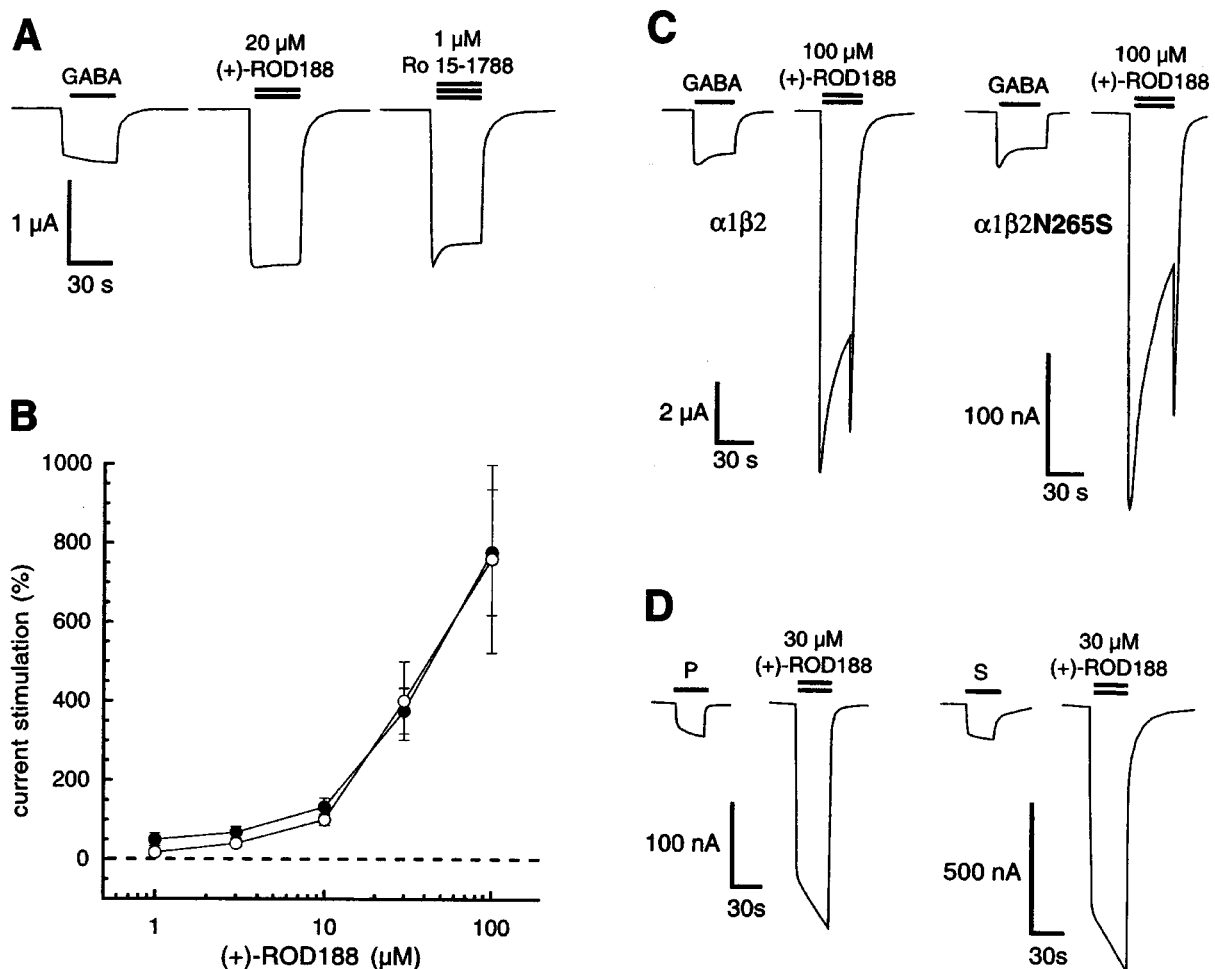 A
GABA
20 µM
(+)-ROD188
1 µM
Ro 15-1788
1 µA
30 s
B
1000
800
600
400
200
0
current stimulation (%)
1
10
100
(+)-ROD188 (µM)
C
GABA
100 µM
(+)-ROD188
α1β2
2 µA
30 s
GABA
100 µM
(+)-ROD188
α1β2N265S
100 nA
30 s
D
P
30 µM
(+)-ROD188
100 nA
30s
S
30 µM
(+)-ROD188
500 nA
30s